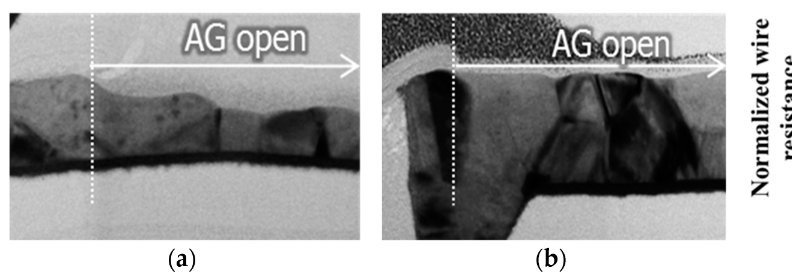 AG open
AG open
Normalized wire
resistance
(a)
(b)